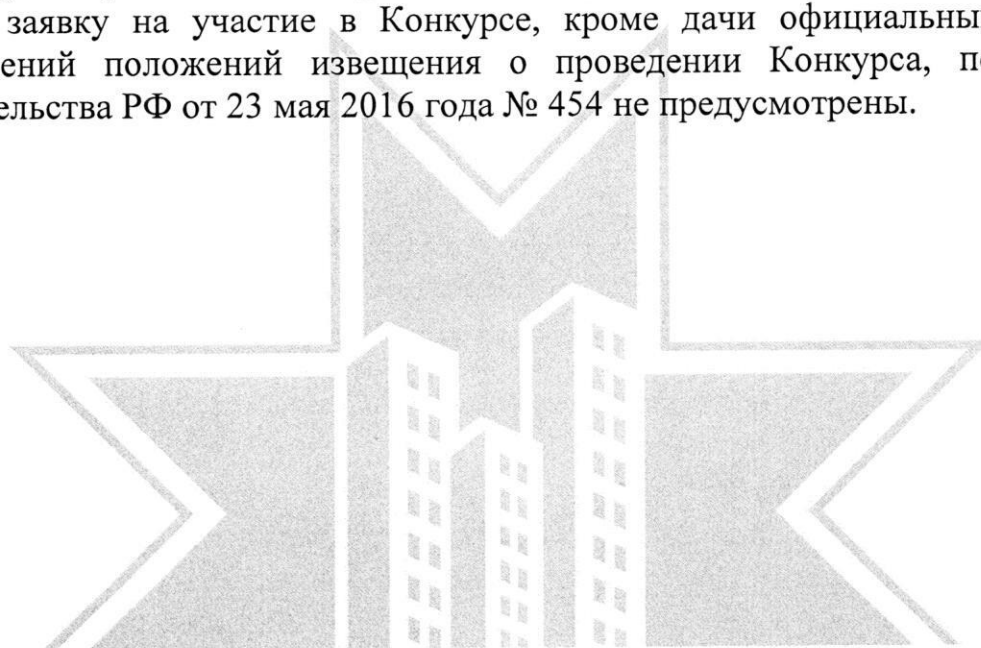 заявку на участие в Конкурсе, кроме дачи официальны
ений положений извещения о проведении Конкурса, по
ельства РФ от 23 мая 2016 года № 454 не предусмотрены.